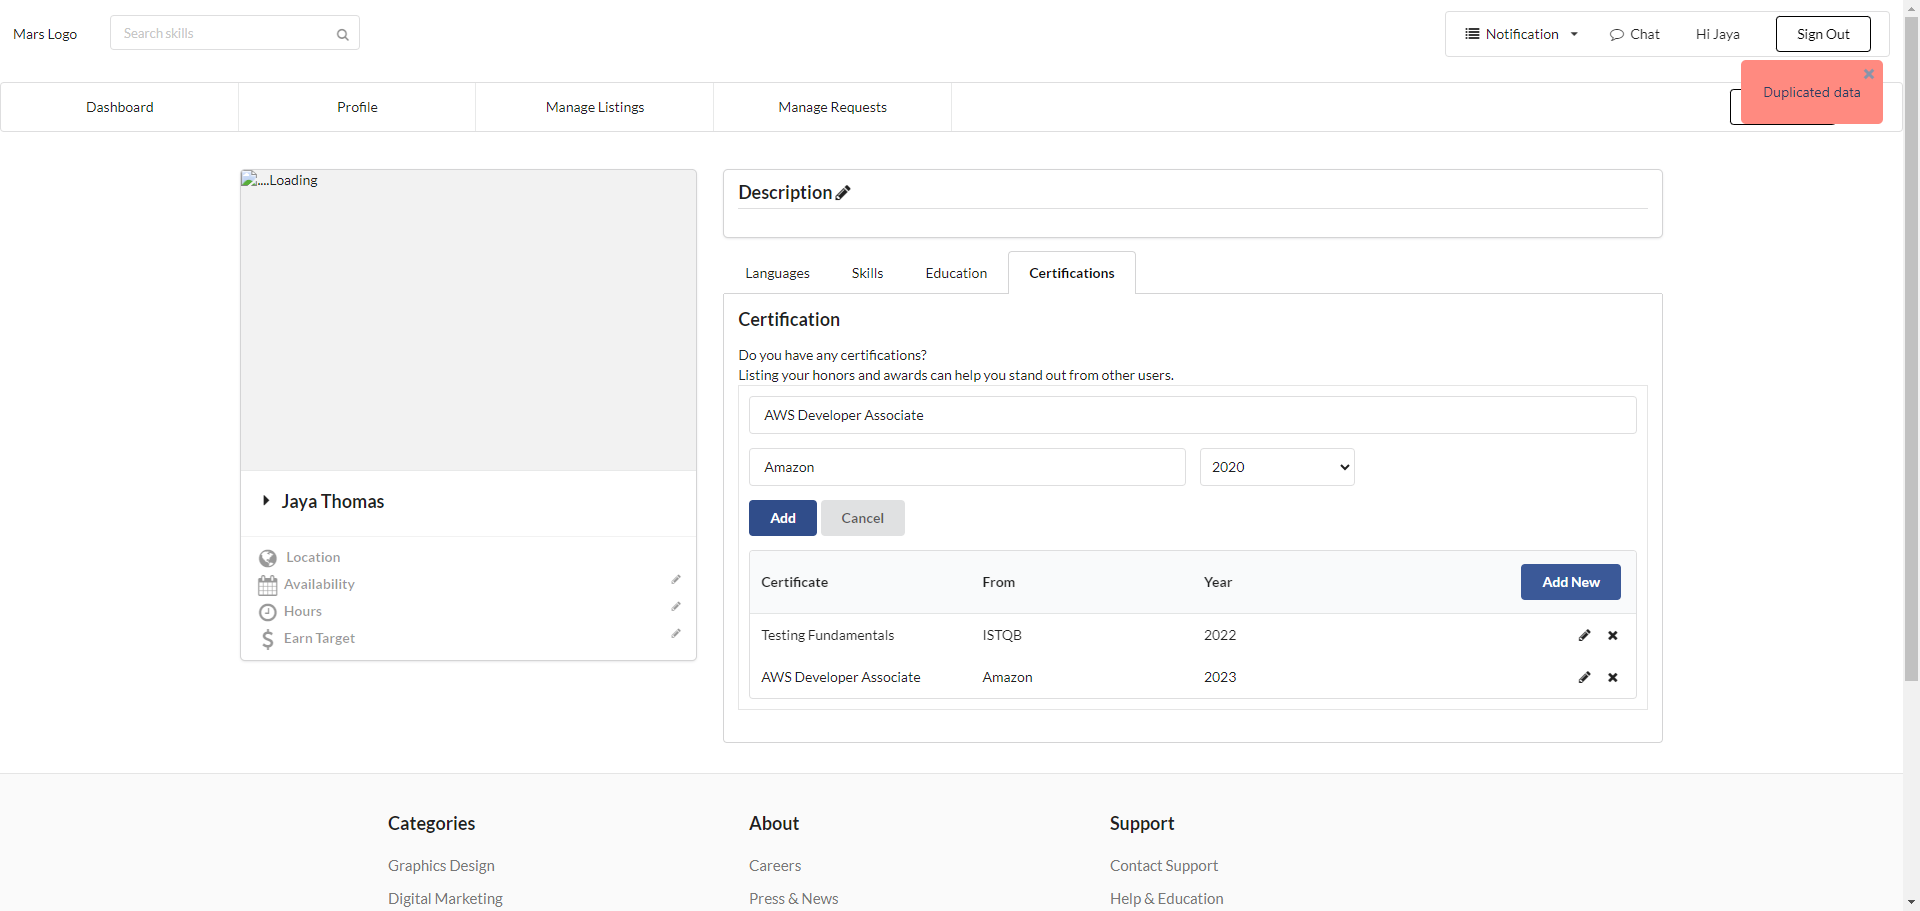 Mars Logo
Search skills
Notification
Chat
Hi Jaya
Sign Out
Duplicated data
Dashboard
Profile
Manage Listings
Manage Requests
....Loading
Jaya Thomas
Location
Availability
Hours
Earn Target
Description
Languages
Skills
Education
Certifications
Certification
Do you have any certifications?
Listing your honors and awards can help you stand out from other users.
AWS Developer Associate
Amazon
2020
Add
Cancel
Certificate From Year Add New
Testing Fundamentals ISTQB 2022
AWS Developer Associate Amazon 2023
Categories
Graphics Design
Digital Marketing
About
Careers
Press & News
Support
Contact Support
Help & Education